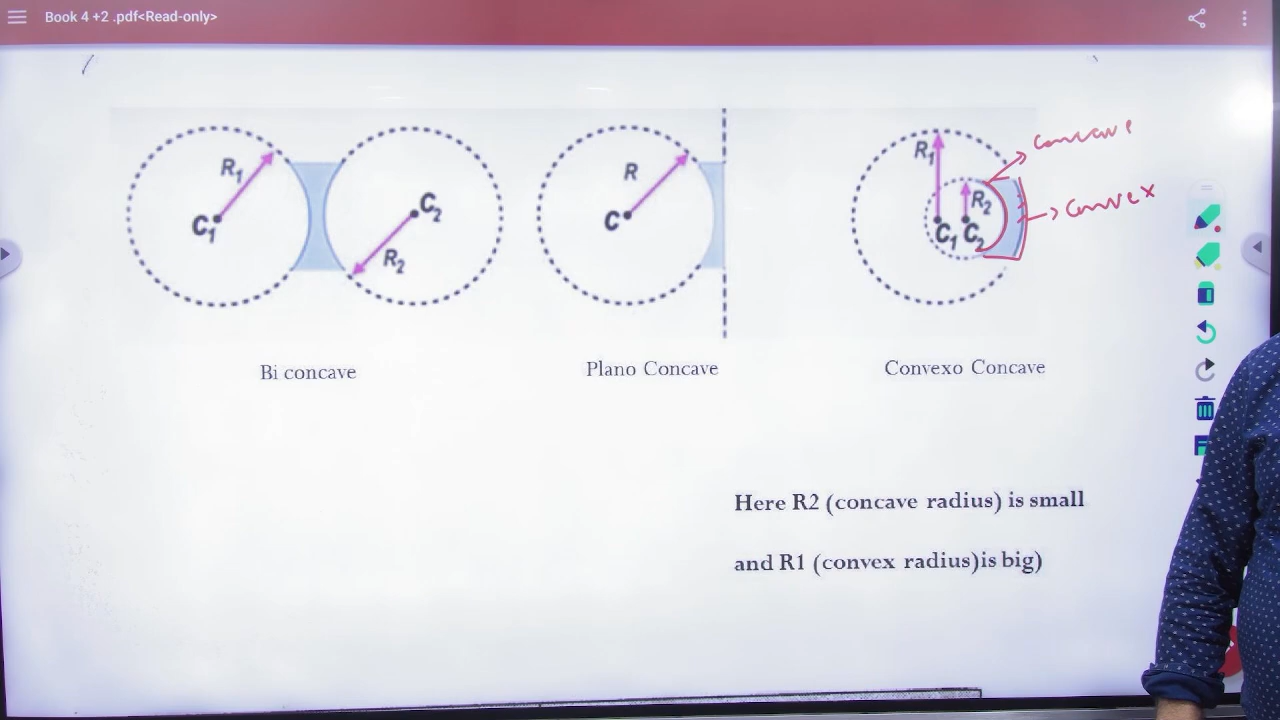 Book 4 +2 .pdf<Read-only>
R1
C1
C2
R2
R
C
R1
R2
C1 C2
concave
convex
Bi concave
Plano Concave
Convexo Concave
Here R2 (concave radius) is small
and R1 (convex radius)is big)